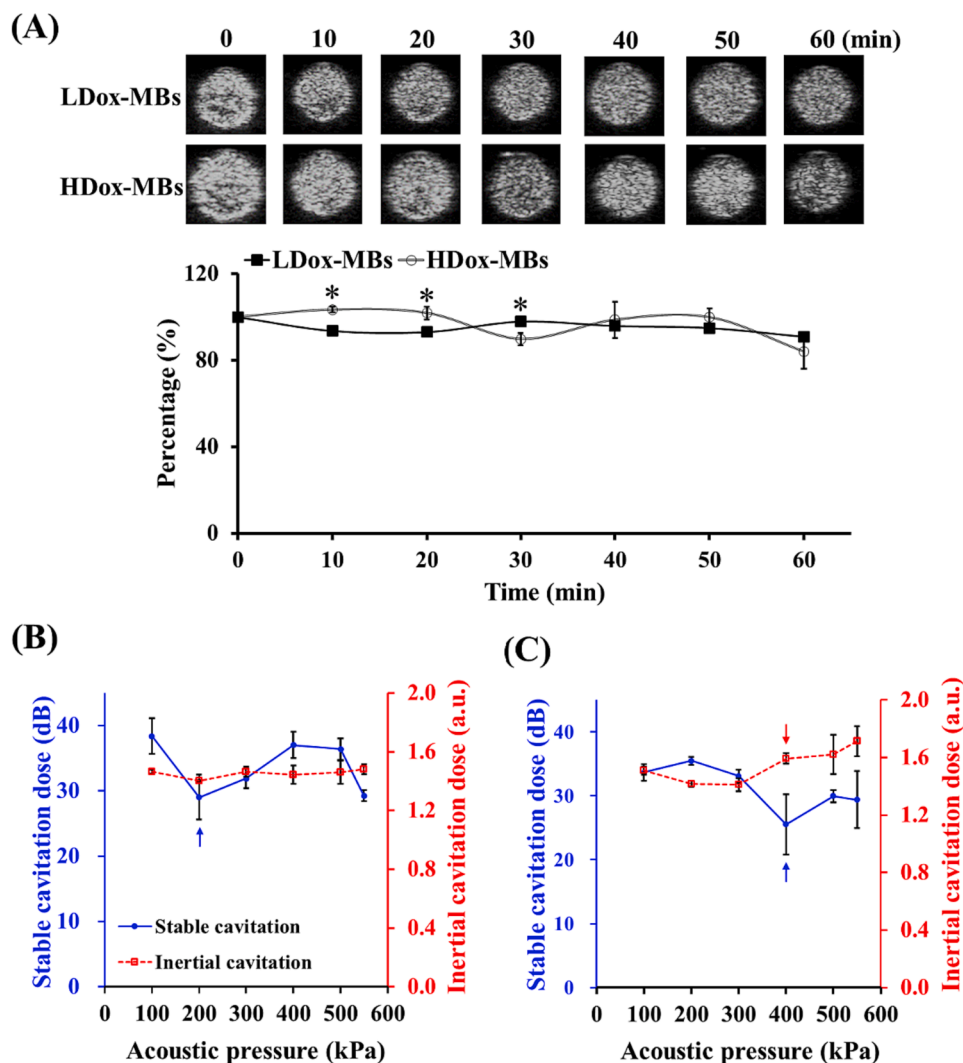 (A)
0 10 20 30 40 50 60 (min)
LDox-MBs
HDox-MBs
LDox-MBs HDox-MBs
120
80
40
0
Percentage (%)
* * *
0 10 20 30 40 50 60
Time (min)
(B)
Stable cavitation dose (dB)
40
30
20
10
0
Stable cavitation
Inertial cavitation
2.0
1.6
1.2
0.8
0.4
0.0
Inertial cavitation dose (a.u.)
0 100 200 300 400 500 600
Acoustic pressure (kPa)
(C)
Stable cavitation dose (dB)
40
30
20
10
0
2.0
1.6
1.2
0.8
0.4
0.0
Inertial cavitation dose (a.u.)
0 100 200 300 400 500 600
Acoustic pressure (kPa)